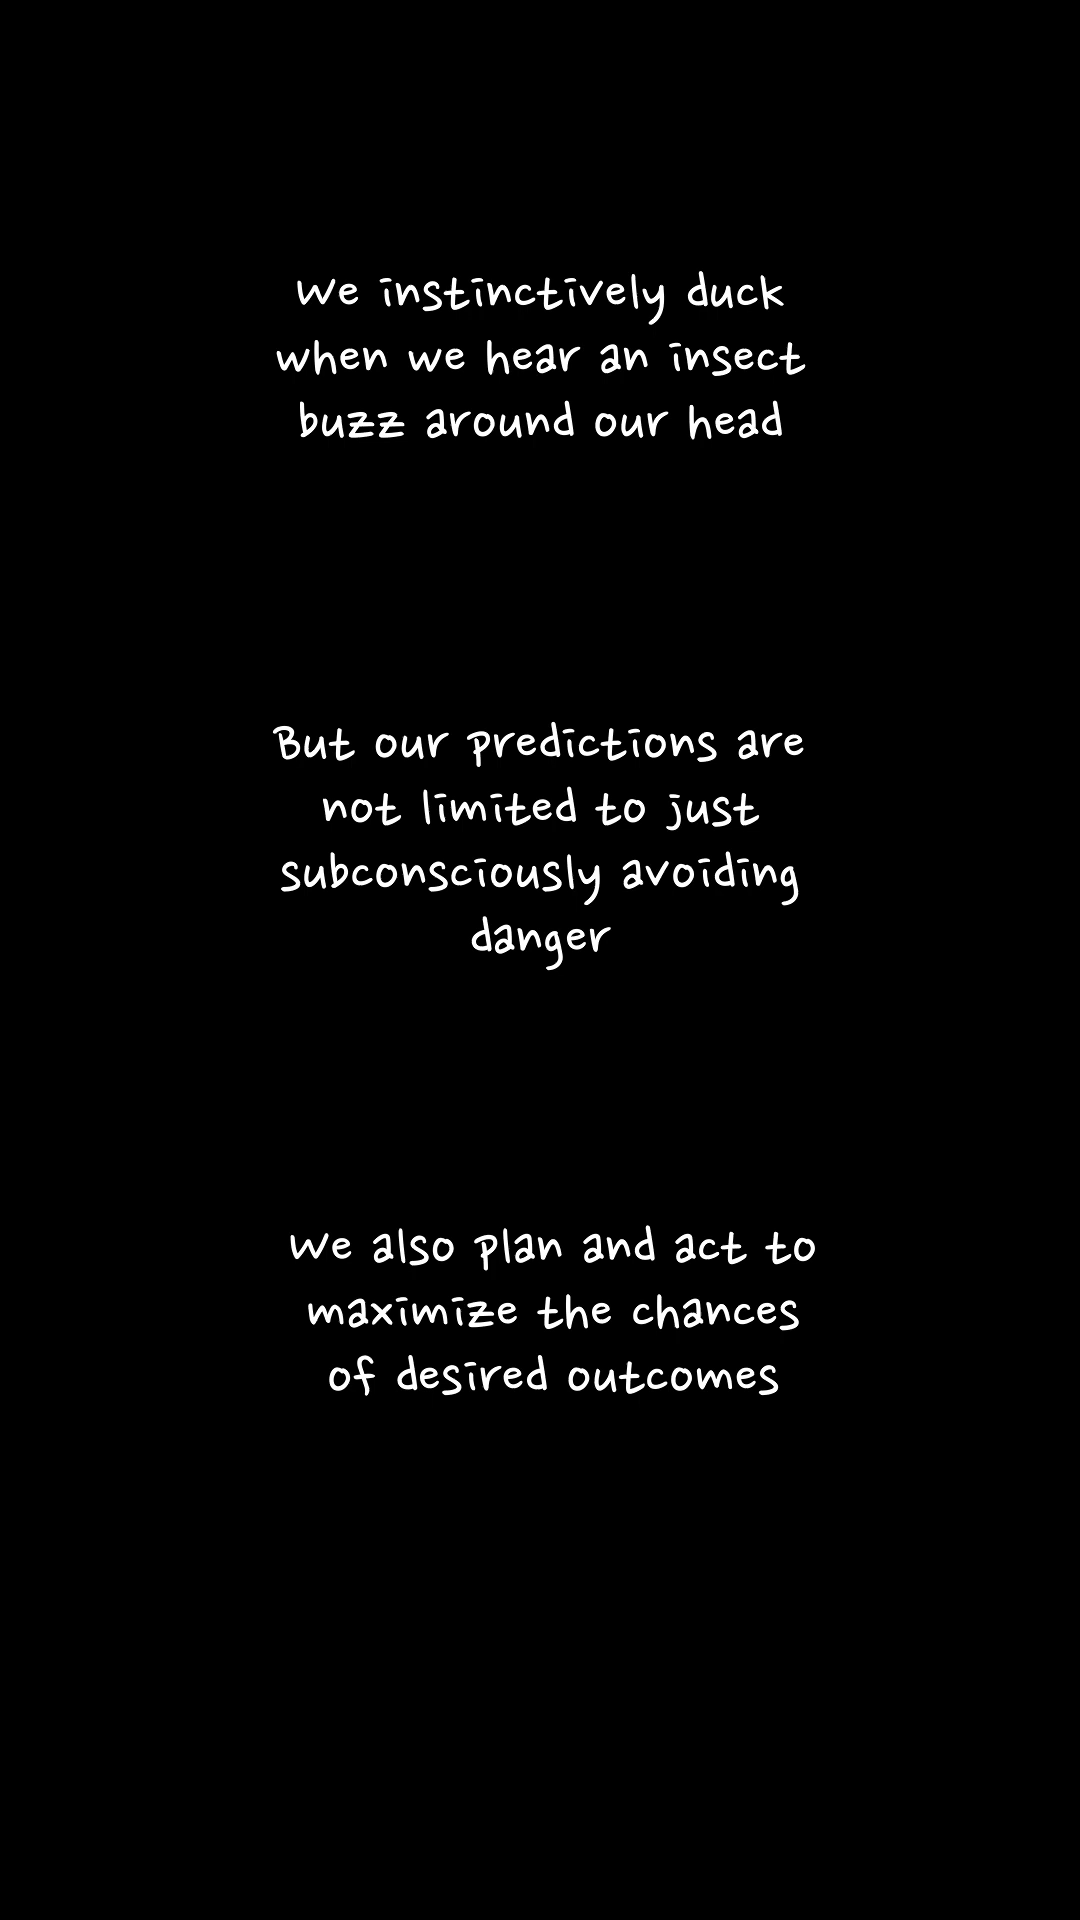 We instinctively duck
when we hear an insect
buzz around our head
But our predictions are
not limited to just
subconsciously avoiding
danger
We also plan and act to
maximize the chances
of desired outcomes